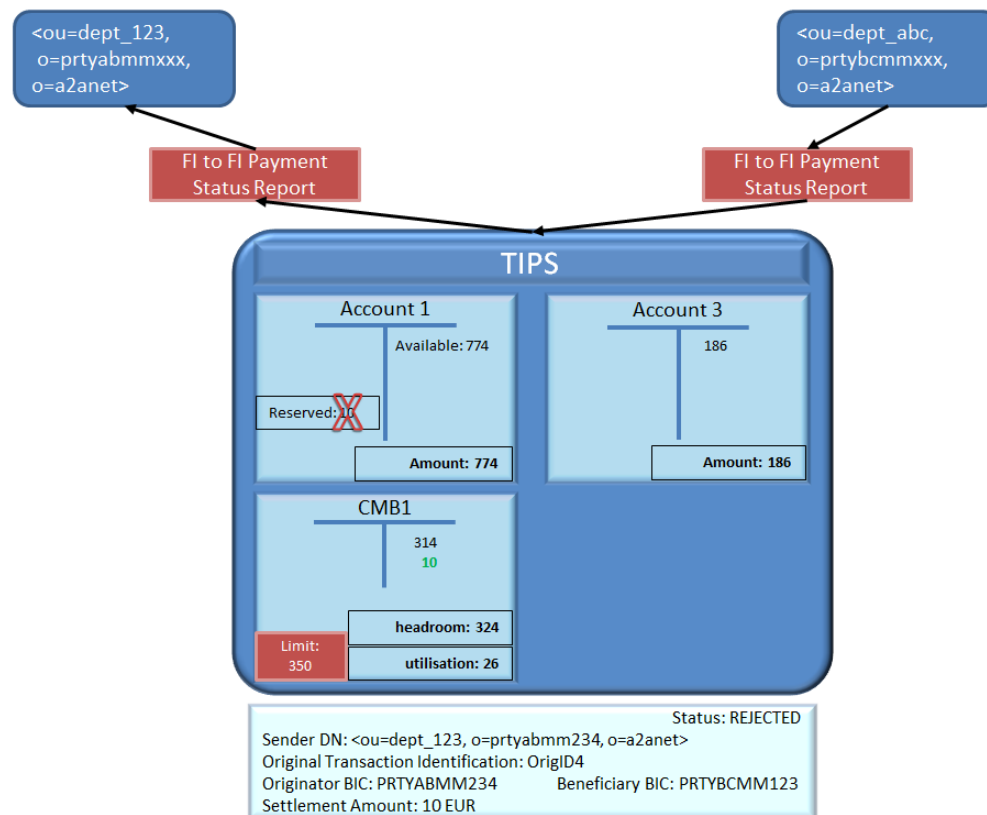 <ou=dept_123,
o=prtyabmmxxx,
o=a2anet>
<ou=dept_abc,
o=prtybcmmxxx,
o=a2anet>
FI to FI Payment
Status Report
FI to FI Payment
Status Report
TIPS
Account 1
Available: 774
Reserved: 10
Amount: 774
Account 3
186
Amount: 186
CMB1
314
10
headroom: 324
Limit:
350
utilisation: 26
Status: REJECTED
Sender DN: <ou=dept_123, o=prtyabmm234, o=a2anet>
Original Transaction Identification: OrigID4
Originator BIC: PRTYABMM234 Beneficiary BIC: PRTYBCMM123
Settlement Amount: 10 EUR